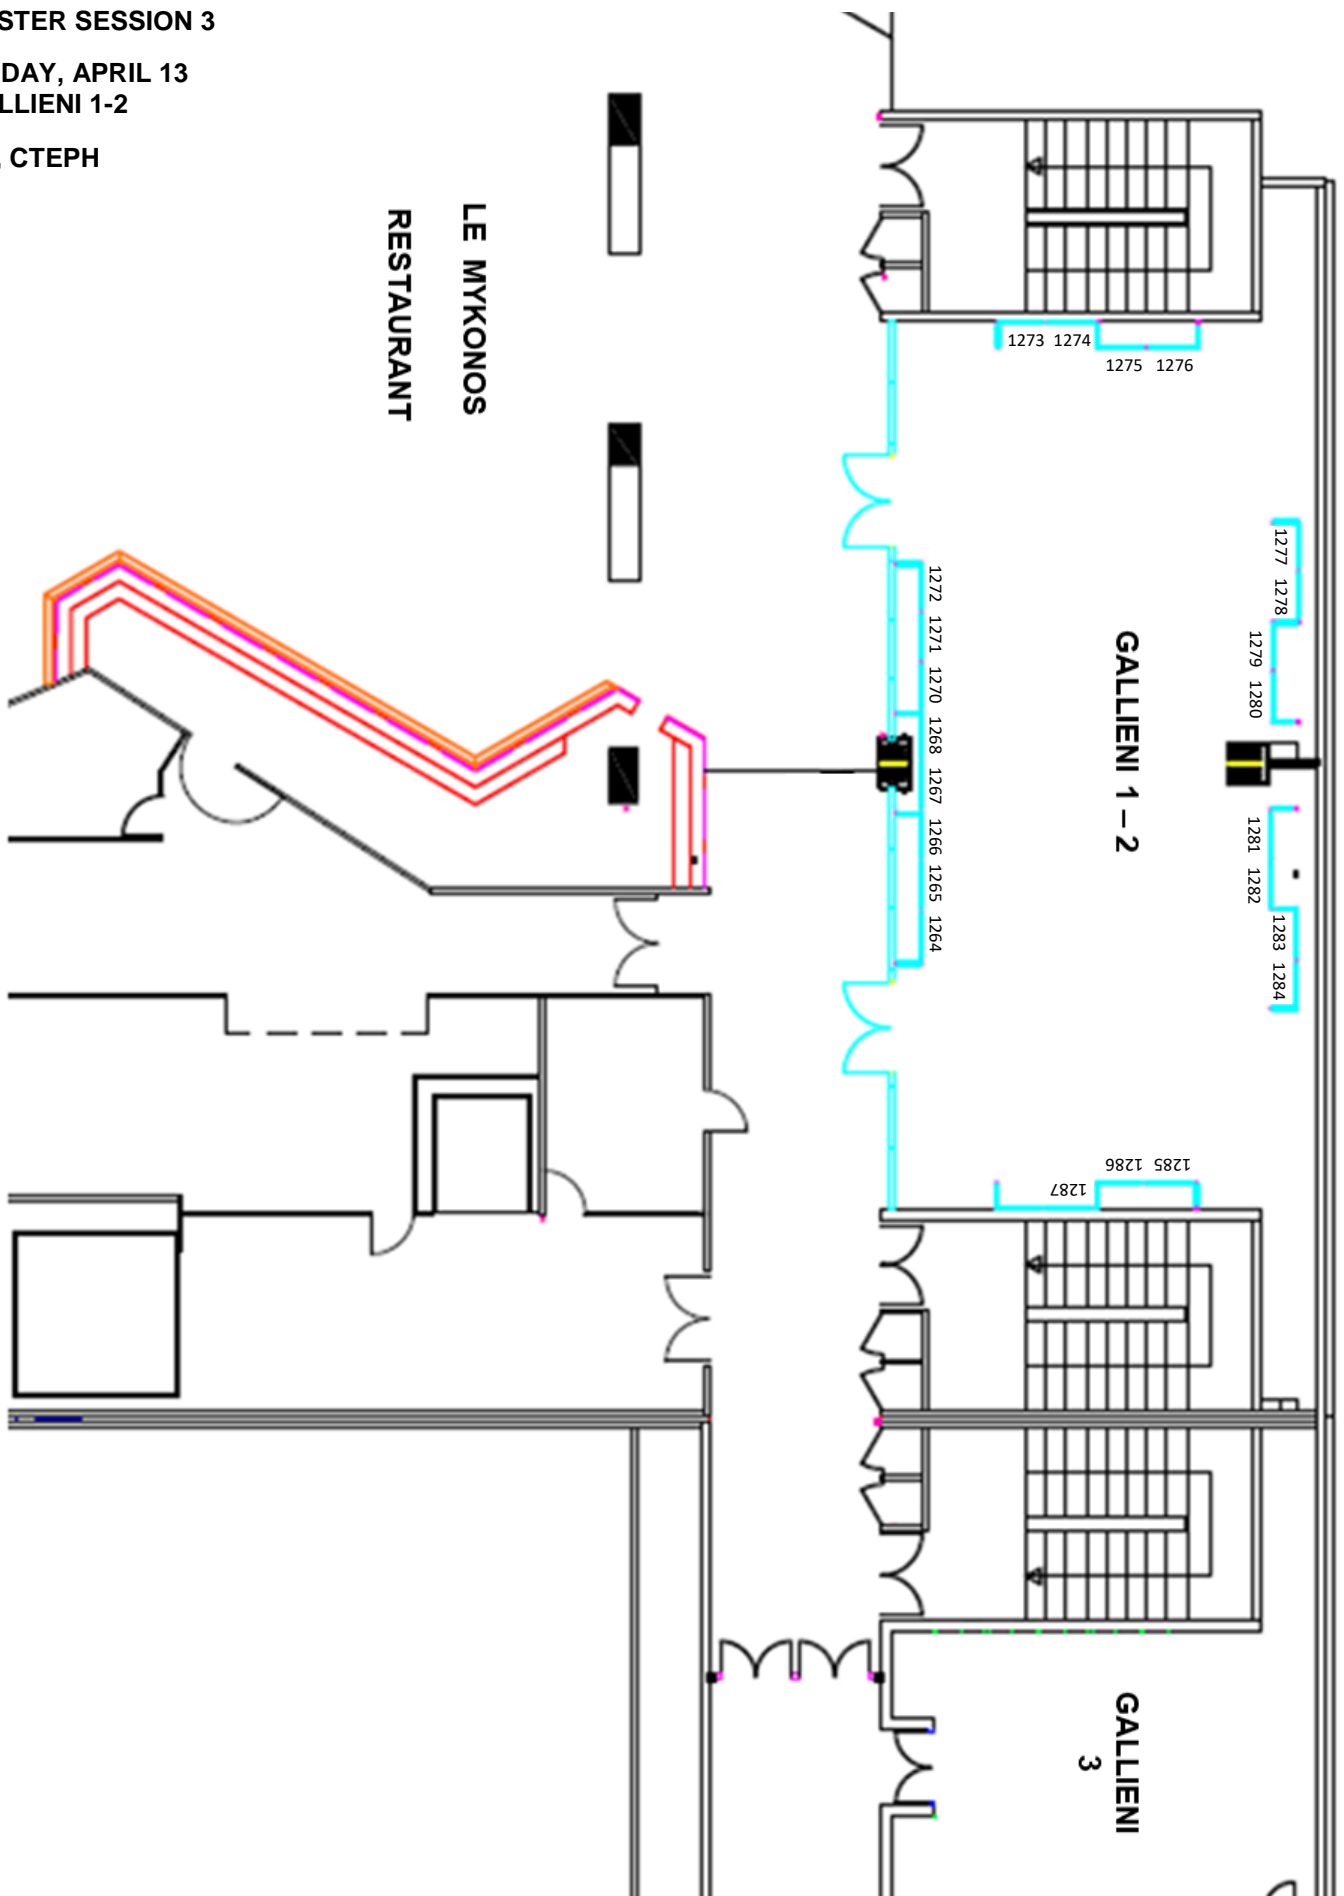 STER SESSION 3
DAY, APRIL 13
LLIENI 1-2
, CTEPH
LE MYKONOS
RESTAURANT
1273 1274
1275 1276
1277 1278
1279 1280
1272 1271 1270 1268 1267 1266 1265 1264
GALLIENI 1 – 2
1281 1282
1283 1284
1285 1286
1287
GALLIENI
3